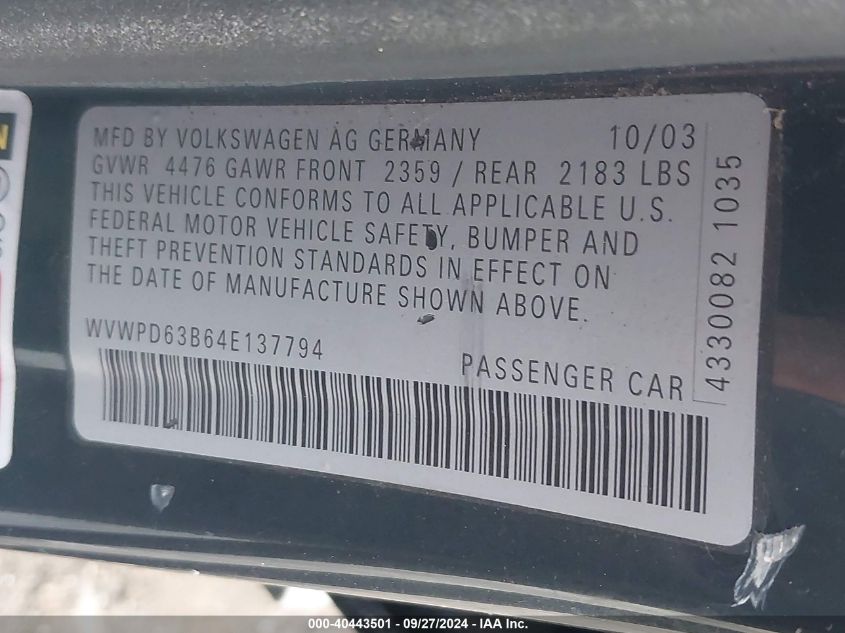 MFD BY VOLKSWAGEN AG GERMANY 10/03
GVWR 4476 GAWR FRONT 2359 / REAR 2183 LBS
THIS VEHICLE CONFORMS TO ALL APPLICABLE U.S.
FEDERAL MOTOR VEHICLE SAFETY, BUMPER AND
THEFT PREVENTION STANDARDS IN EFFECT ON
THE DATE OF MANUFACTURE SHOWN ABOVE.
WVWPD63B64E137794
PASSENGER CAR
4330082 1035
000-40443501 - 09/27/2024 - IAA Inc.